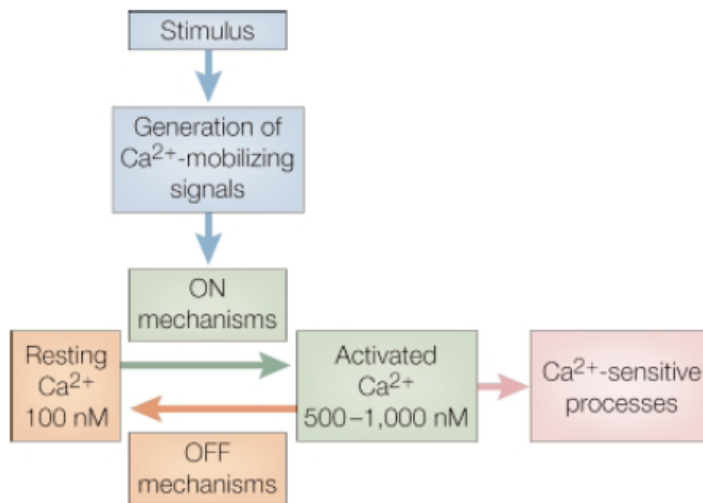 Stimulus
Generation of
Ca²⁺-mobilizing
signals
ON
mechanisms
Resting
Ca²⁺
100 nM
Activated
Ca²⁺
500–1,000 nM
Ca²⁺-sensitive
processes
OFF
mechanisms